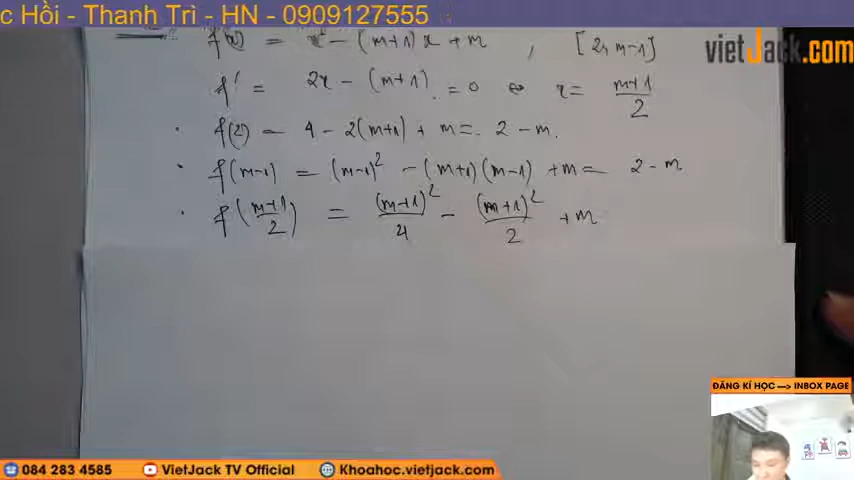 c Hồi - Thanh Trì - HN - 0909127555
vietJack.com
f(x) = x² - (m+1)x + m , [2; m-1]
f' = 2x - (m+1) = 0 ⇔ x = (m+1)/2
· f(2) = 4 - 2(m+1) + m = 2 - m.
· f(m-1) = (m-1)² - (m+1)(m-1) + m = 2 - m
· f((m+1)/2) = (m+1)²/4 - (m+1)²/2 + m
ĐĂNG KÍ HỌC —> INBOX PAGE
084 283 4585 VietJack TV Official Khoahoc.vietjack.com